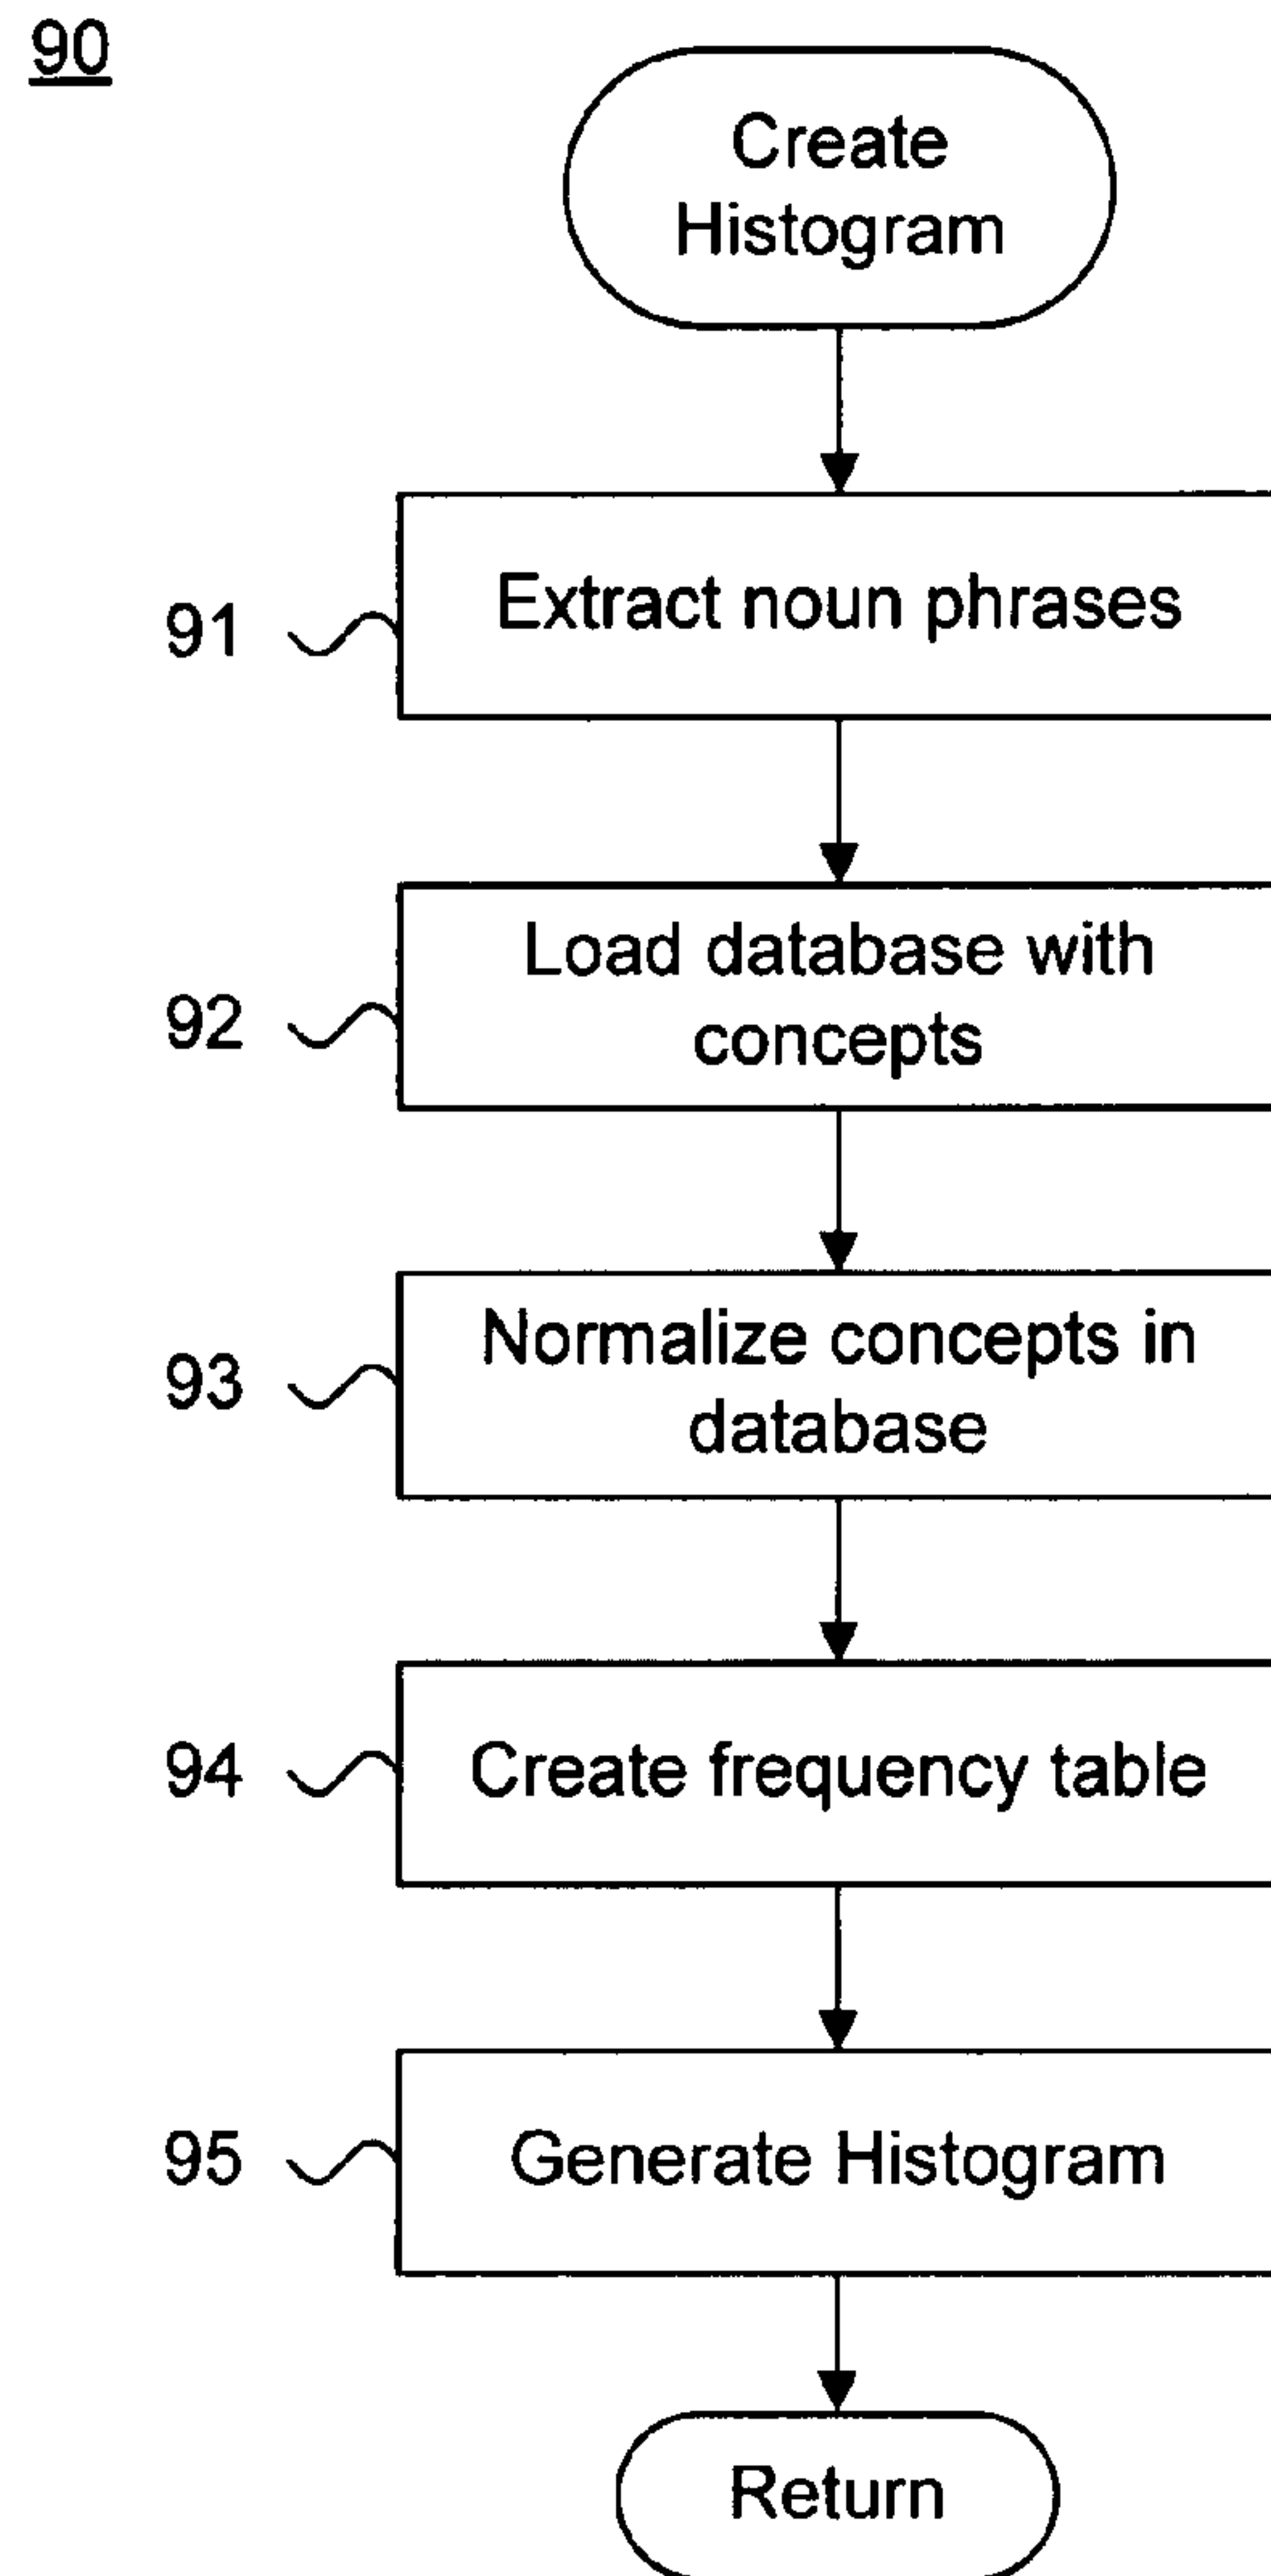 90
Create
Histogram
91
Extract noun phrases
92
Load database with
concepts
93
Normalize concepts in
database
94
Create frequency table
95
Generate Histogram
Return